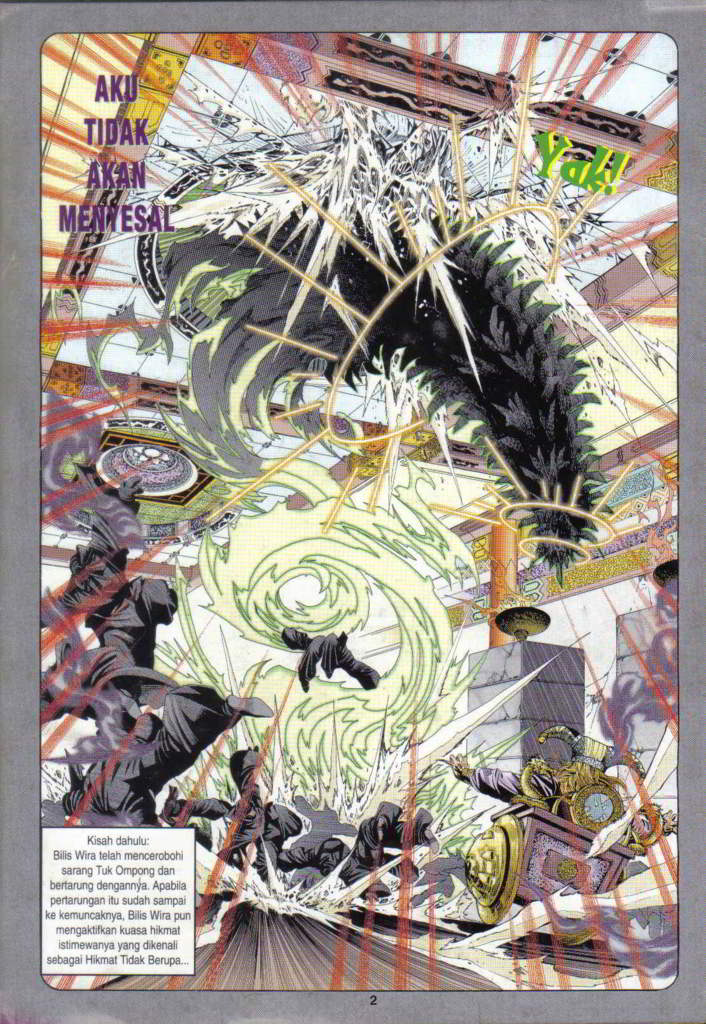 AKU
TIDAK
AKAN
MENYESAL
Yak!
Kisah dahulu:
Bilis Wira telah mencerobohi
sarang Tuk Ompong dan
bertarung dengannya. Apabila
pertarungan itu sudah sampai
ke kemuncaknya, Bilis Wira pun
mengaktifkan kuasa hikmat
istimewanya yang dikenali
sebagai Hikmat Tidak Berupa...
2